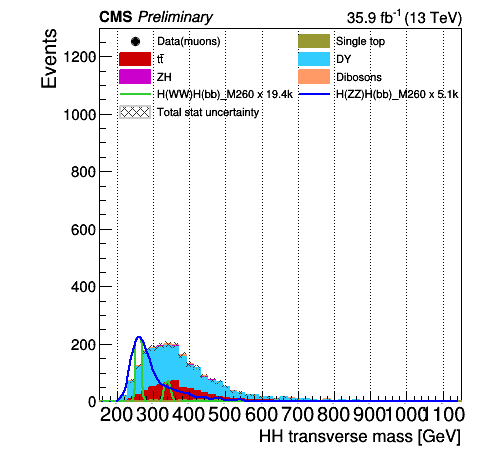 CMS Preliminary 35.9 fb⁻¹ (13 TeV)
Events
Data(muons) Single top
tt̄ DY
ZH Dibosons
H(WW)H(bb)_M260 x 19.4k H(ZZ)H(bb)_M260 x 5.1k
Total stat uncertainty
1200
1000
800
600
400
200
0
200 300 400 500 600 700 800 900 1000 1100
HH transverse mass [GeV]